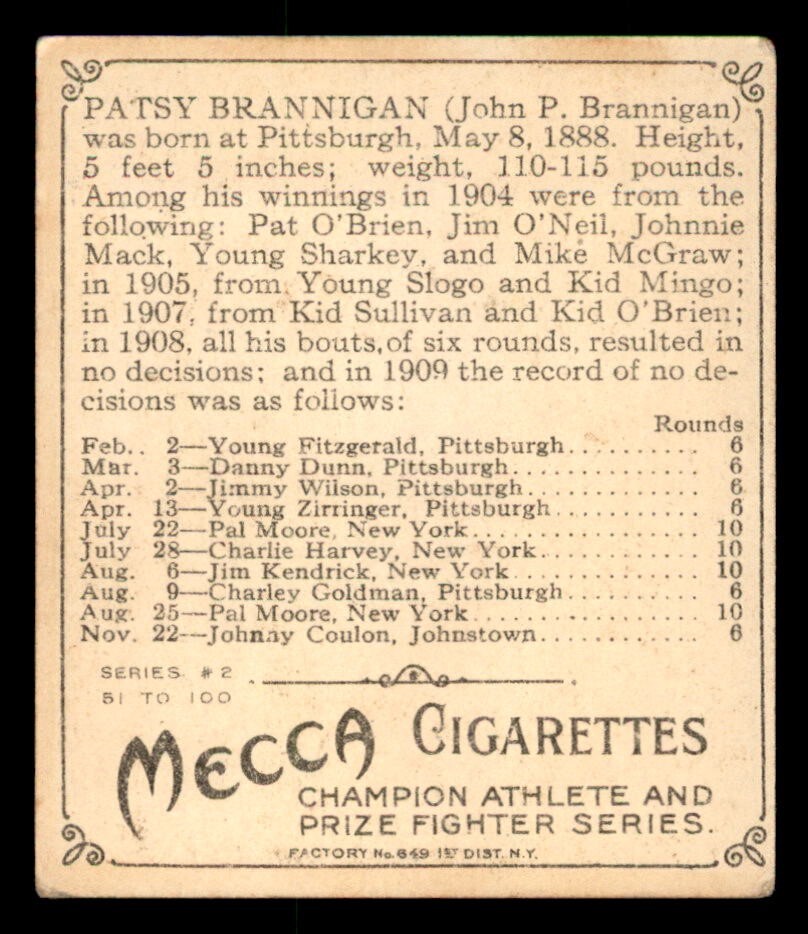 PATSY BRANNIGAN (John P. Brannigan)
was born at Pittsburgh, May 8, 1888. Height,
5 feet 5 inches; weight, 110-115 pounds.
Among his winnings in 1904 were from the
following: Pat O'Brien, Jim O'Neil, Johnnie
Mack, Young Sharkey, and Mike McGraw;
in 1905, from Young Slogo and Kid Mingo;
in 1907, from Kid Sullivan and Kid O'Brien;
in 1908, all his bouts, of six rounds, resulted in
no decisions; and in 1909 the record of no de-
cisions was as follows:
Rounds
Feb. 2—Young Fitzgerald, Pittsburgh.......... 6
Mar. 3—Danny Dunn, Pittsburgh.............. 6
Apr. 2—Jimmy Wilson, Pittsburgh............. 6
Apr. 13—Young Zirringer, Pittsburgh........... 6
July 22—Pal Moore, New York................. 10
July 28—Charlie Harvey, New York............ 10
Aug. 6—Jim Kendrick, New York.............. 10
Aug. 9—Charley Goldman, Pittsburgh.......... 6
Aug. 25—Pal Moore, New York................. 10
Nov. 22—Johnny Coulon, Johnstown............ 6
SERIES #2
51 TO 100
MECCA CIGARETTES
CHAMPION ATHLETE AND
PRIZE FIGHTER SERIES.
FACTORY No. 649 1ST DIST. N.Y.